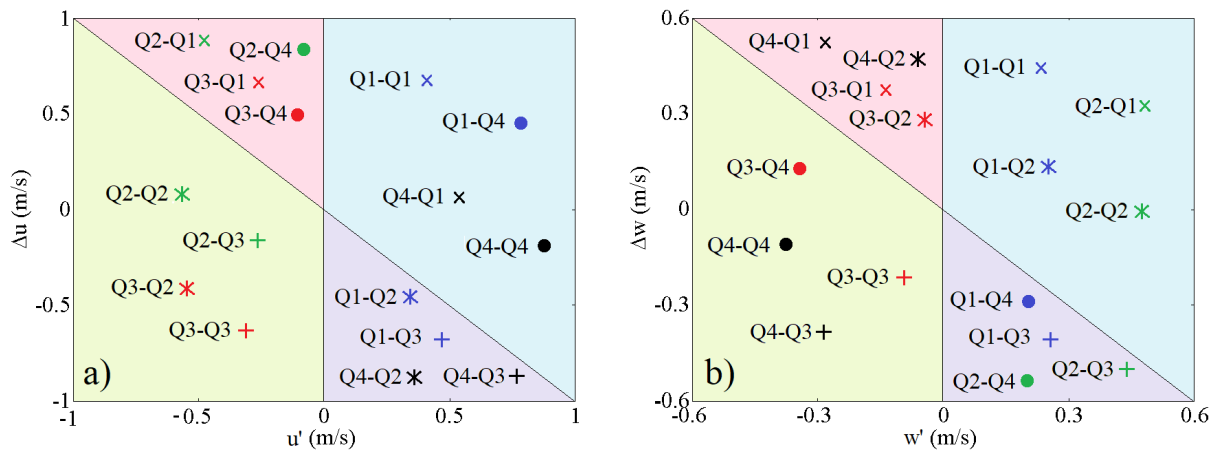 1
0.5
0
-0.5
-1
Δu (m/s)
Q2-Q1
Q2-Q4
Q3-Q1
Q3-Q4
Q1-Q1
Q1-Q4
Q2-Q2
Q4-Q1
Q2-Q3
Q4-Q4
Q3-Q2
Q1-Q2
Q3-Q3
Q1-Q3
Q4-Q2
Q4-Q3
a)
-1
-0.5
0
0.5
1
u' (m/s)
0.6
0.3
0
-0.3
-0.6
Δw (m/s)
Q4-Q1
Q4-Q2
Q3-Q1
Q3-Q2
Q1-Q1
Q2-Q1
Q3-Q4
Q1-Q2
Q2-Q2
Q4-Q4
Q3-Q3
Q1-Q4
Q4-Q3
Q1-Q3
Q2-Q3
Q2-Q4
b)
-0.6
-0.3
0
0.3
0.6
w' (m/s)